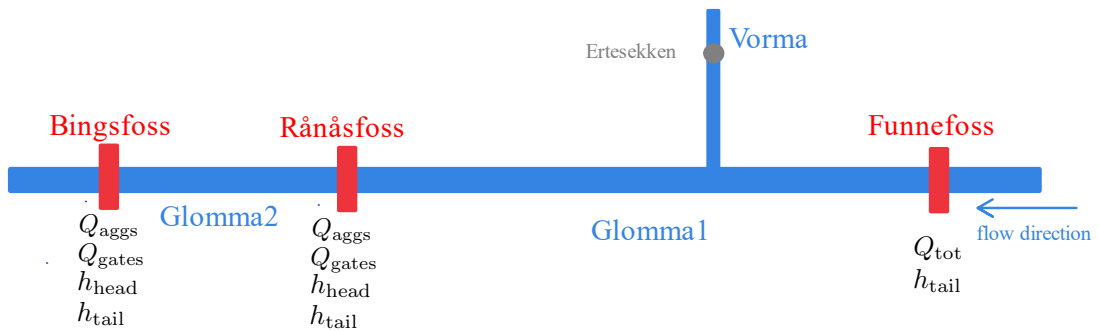 Vorma
Ertesekken
Bingsfoss
Rånåsfoss
Funnefoss
Glomma2
Glomma1
flow direction
Q_aggs
Q_gates
h_head
h_tail
Q_aggs
Q_gates
h_head
h_tail
Q_tot
h_tail